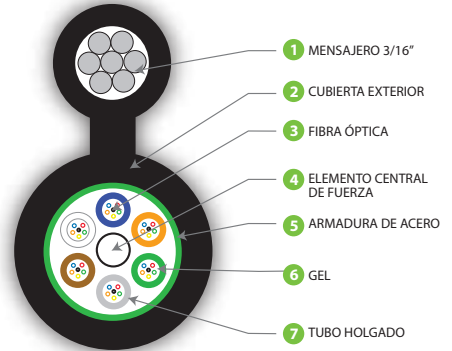 1 MENSAJERO 3/16"
2 CUBIERTA EXTERIOR
3 FIBRA ÓPTICA
4 ELEMENTO CENTRAL
DE FUERZA
5 ARMADURA DE ACERO
6 GEL
7 TUBO HOLGADO